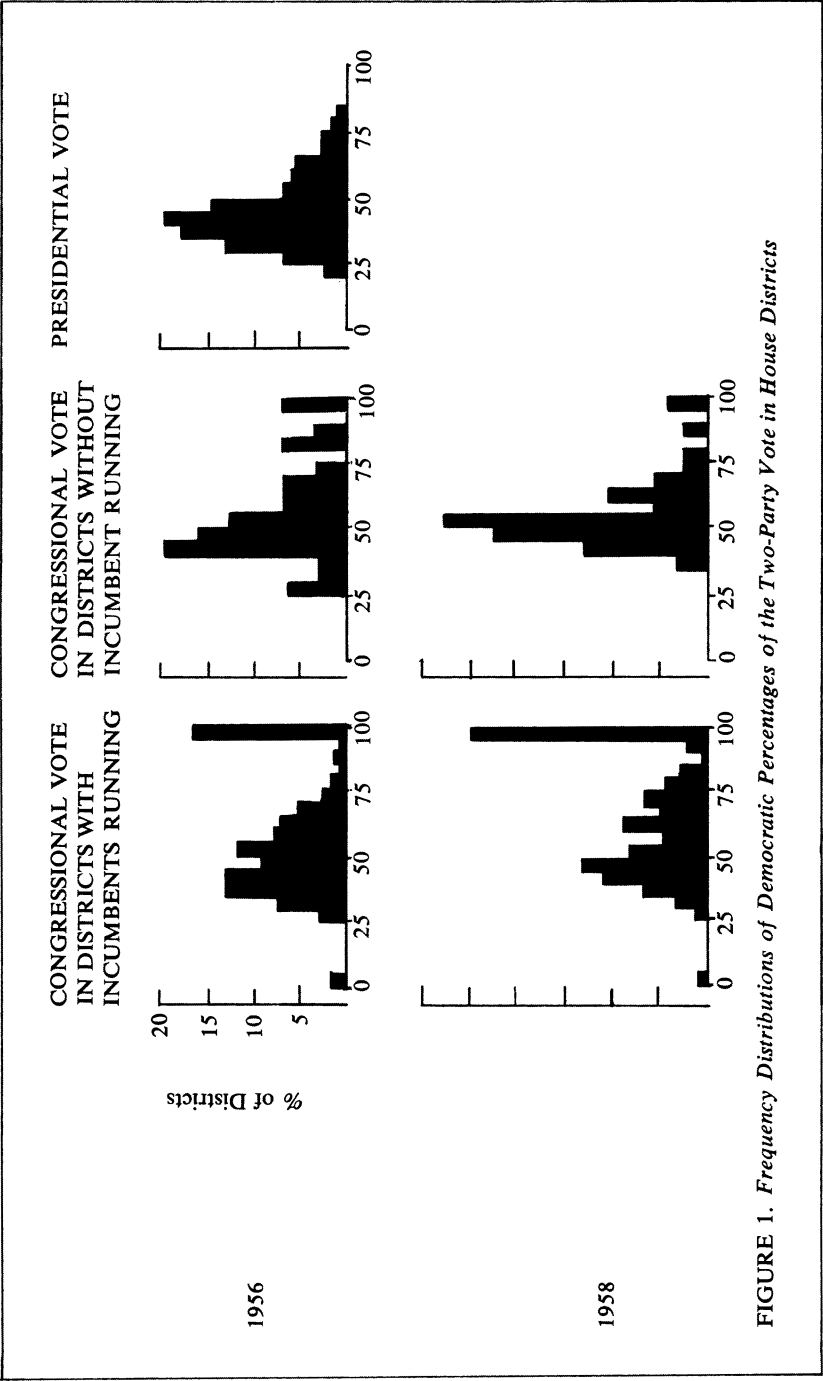 CONGRESSIONAL VOTE
IN DISTRICTS WITH
INCUMBENTS RUNNING
CONGRESSIONAL VOTE
IN DISTRICTS WITHOUT
INCUMBENT RUNNING
PRESIDENTIAL VOTE
1956
% of Districts
20
15
10
5
0 25 50 75 100
0 25 50 75 100
0 25 50 75 100
1958
0 25 50 75 100
0 25 50 75 100
FIGURE 1. Frequency Distributions of Democratic Percentages of the Two-Party Vote in House Districts